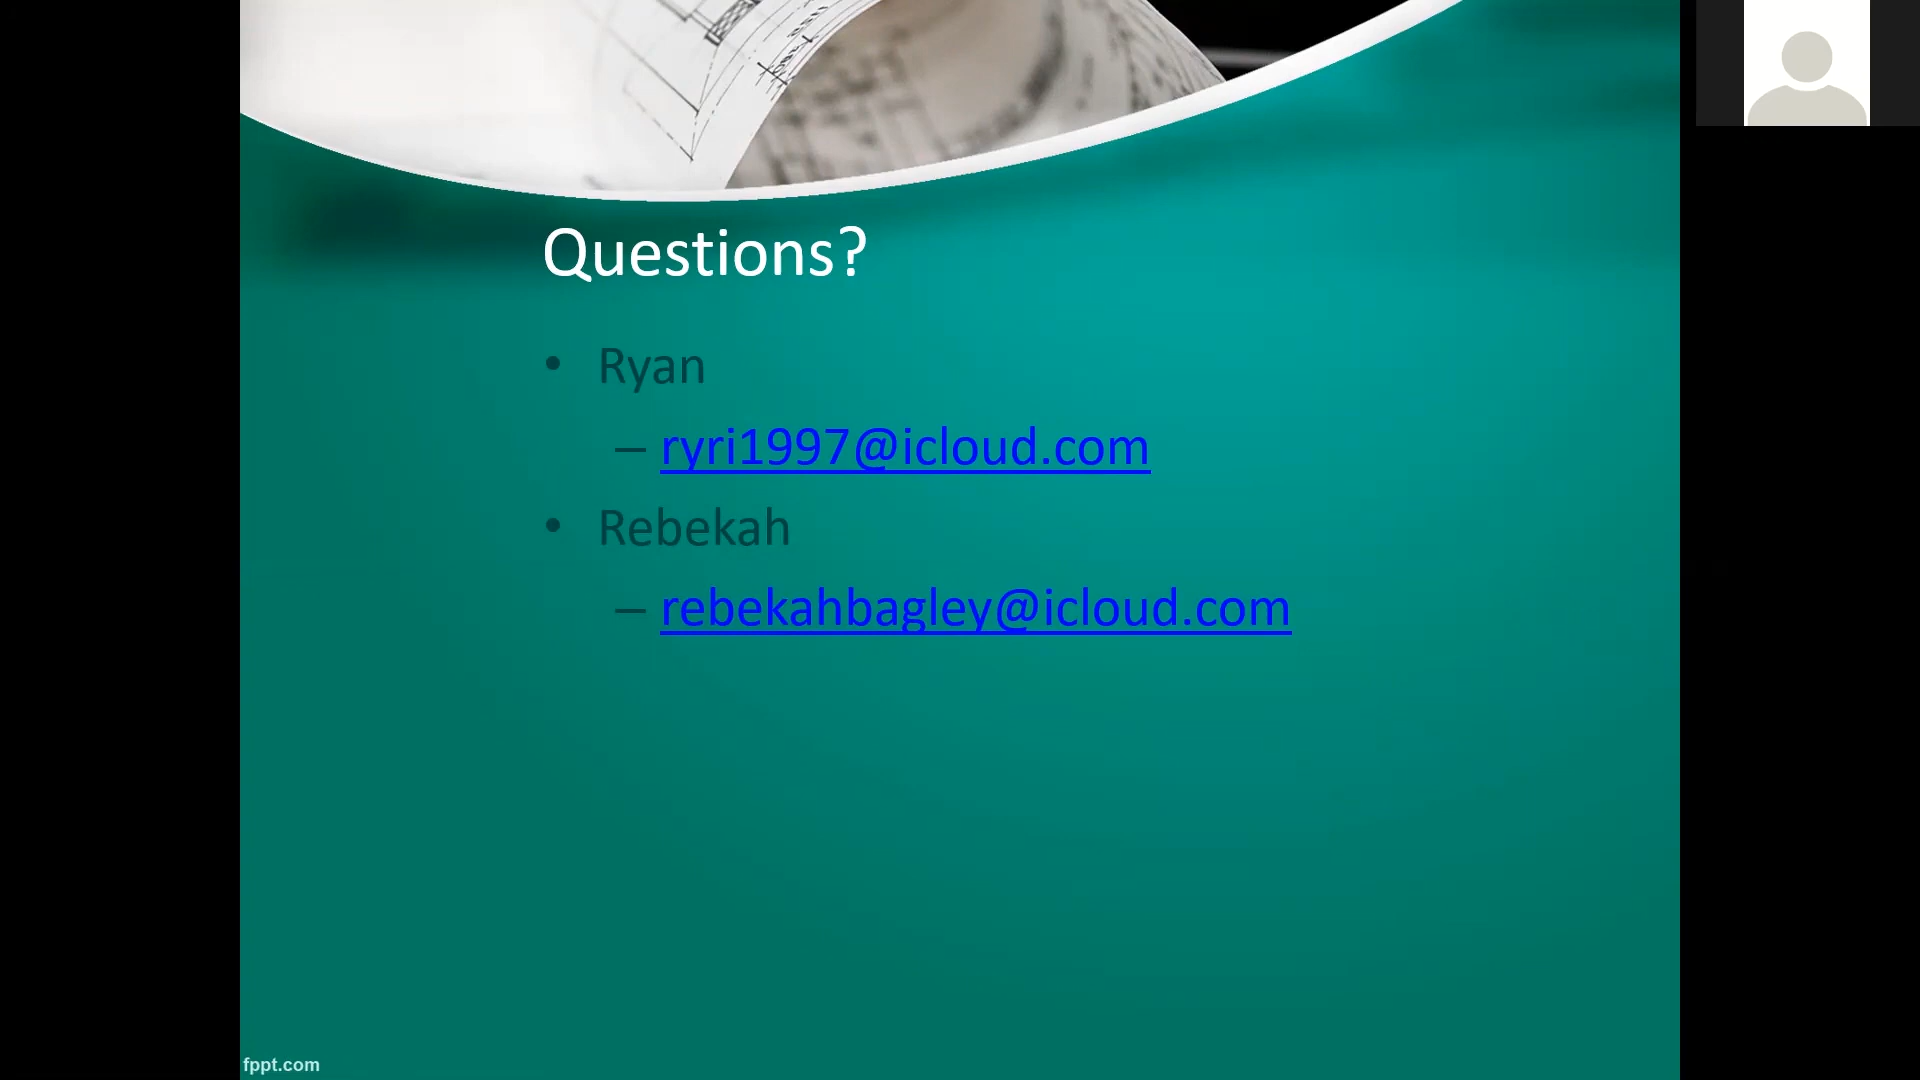 Questions?
• Ryan
– ryri1997@icloud.com
• Rebekah
– rebekahbagley@icloud.com
fppt.com